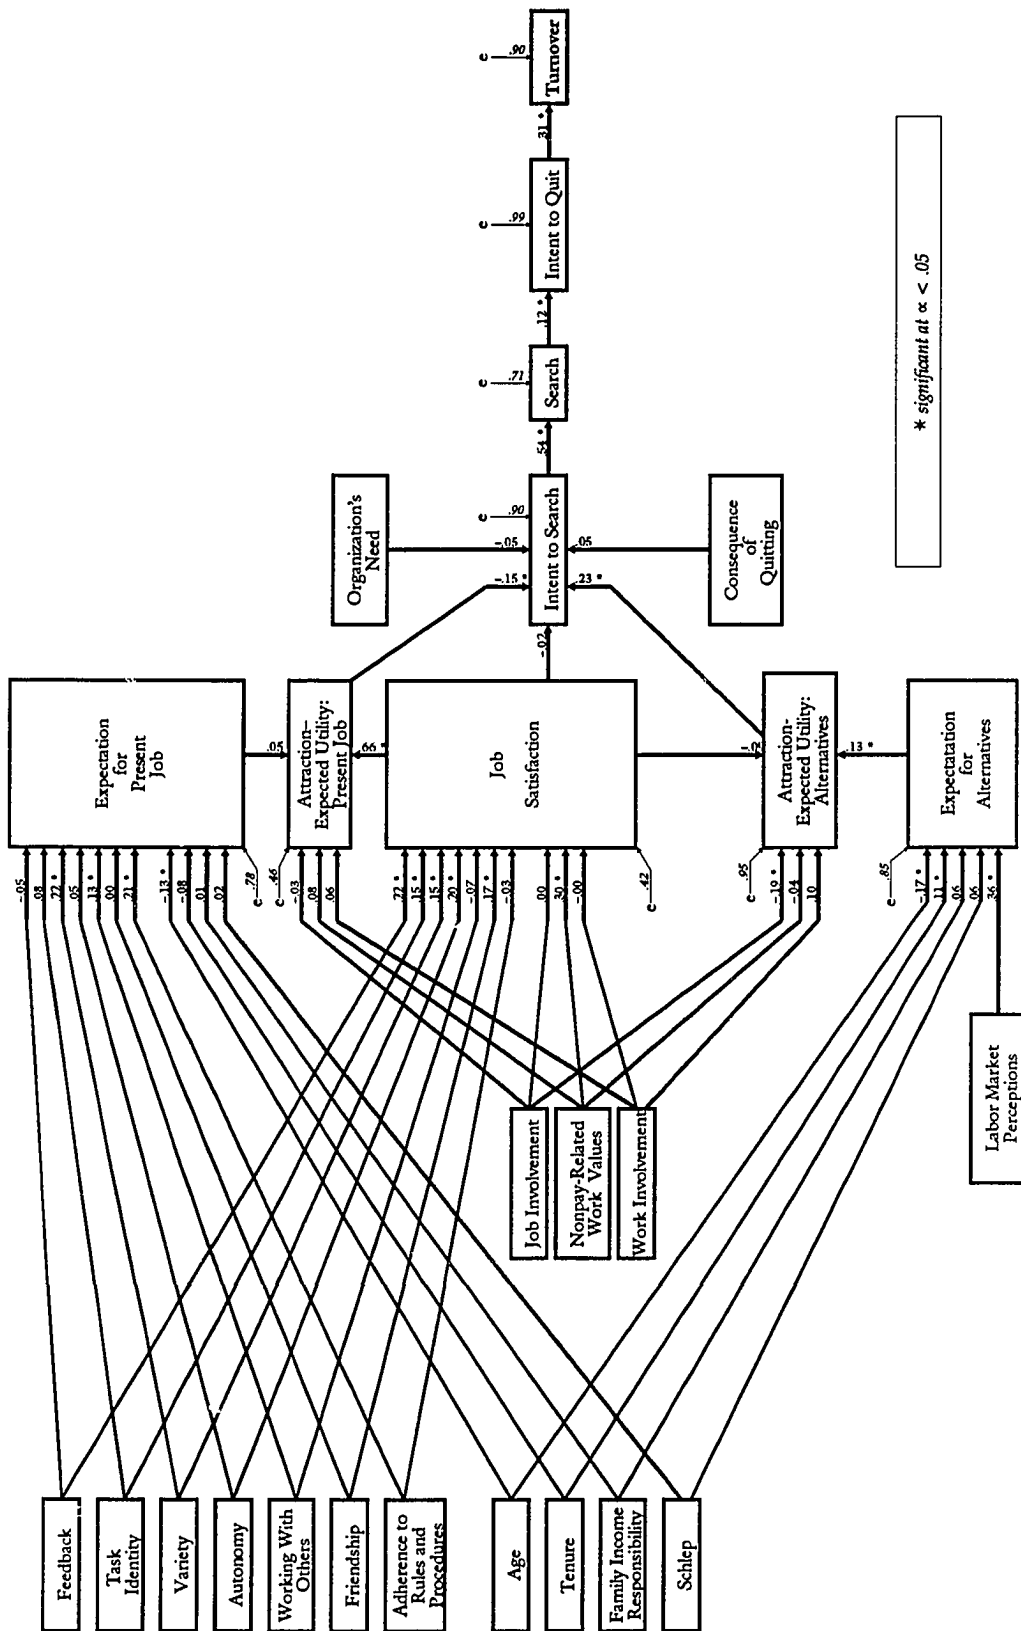 Feedback
Task
Identity
Variety
Autonomy
Working With
Others
Friendship
Adherence to
Rules and
Procedures
Age
Tenure
Family Income
Responsibility
Schlep
Job Involvement
Nonpay-Related
Work Values
Work Involvement
Labor Market
Perceptions
-.05
.08
.22 *
.05
.13 *
.00
.21 *
-.13 *
-.08
.01
.02
e .78
Expectation
for
Present
Job
.05
e .46
-.03
.08
.06
Attraction-
Expected Utility:
Present Job
.66 *
.22 *
.15 *
.15 *
.20 *
-.07
.17 *
-.03
.00
.30 *
-.00
e .42
Job
Satisfaction
e .95
-.19 *
-.04
.10
Attraction-
Expected Utility:
Alternatives
.13 *
e .85
-.17 *
.11 *
.06
.06
.36 *
Expectatation
for
Alternatives
-.02
-.15 *
-.05
.23 *
.05
Organization's
Need
e .90
Intent to Search
Consequence
of
Quitting
.54 *
e .71
Search
.12 *
e .99
Intent to Quit
.31 *
e .90
Turnover
* significant at ∝ < .05